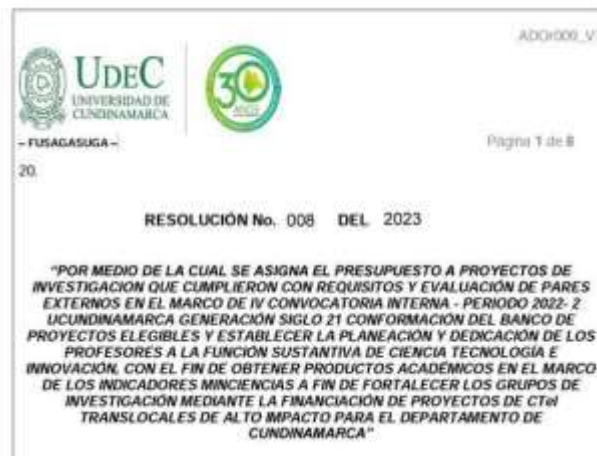 UDEC
UNIVERSIDAD DE
CUNDINAMARCA
30
AÑOS
– FUSAGASUGA –
Página 1 de 8
20.
RESOLUCIÓN No. 008 DEL 2023
"POR MEDIO DE LA CUAL SE ASIGNA EL PRESUPUESTO A PROYECTOS DE
INVESTIGACION QUE CUMPLIERON CON REQUISITOS Y EVALUACIÓN DE PARES
EXTERNOS EN EL MARCO DE IV CONVOCATORIA INTERNA - PERIODO 2022- 2
UCUNDINAMARCA GENERACIÓN SIGLO 21 CONFORMACIÓN DEL BANCO DE
PROYECTOS ELEGIBLES Y ESTABLECER LA PLANEACIÓN Y DEDICACIÓN DE LOS
PROFESORES A LA FUNCIÓN SUSTANTIVA DE CIENCIA TECNOLOGÍA E
INNOVACIÓN, CON EL FIN DE OBTENER PRODUCTOS ACADÉMICOS EN EL MARCO
DE LOS INDICADORES MINCIENCIAS A FIN DE FORTALECER LOS GRUPOS DE
INVESTIGACIÓN MEDIANTE LA FINANCIACIÓN DE PROYECTOS DE CTeI
TRANSLOCALES DE ALTO IMPACTO PARA EL DEPARTAMENTO DE
CUNDINAMARCA"